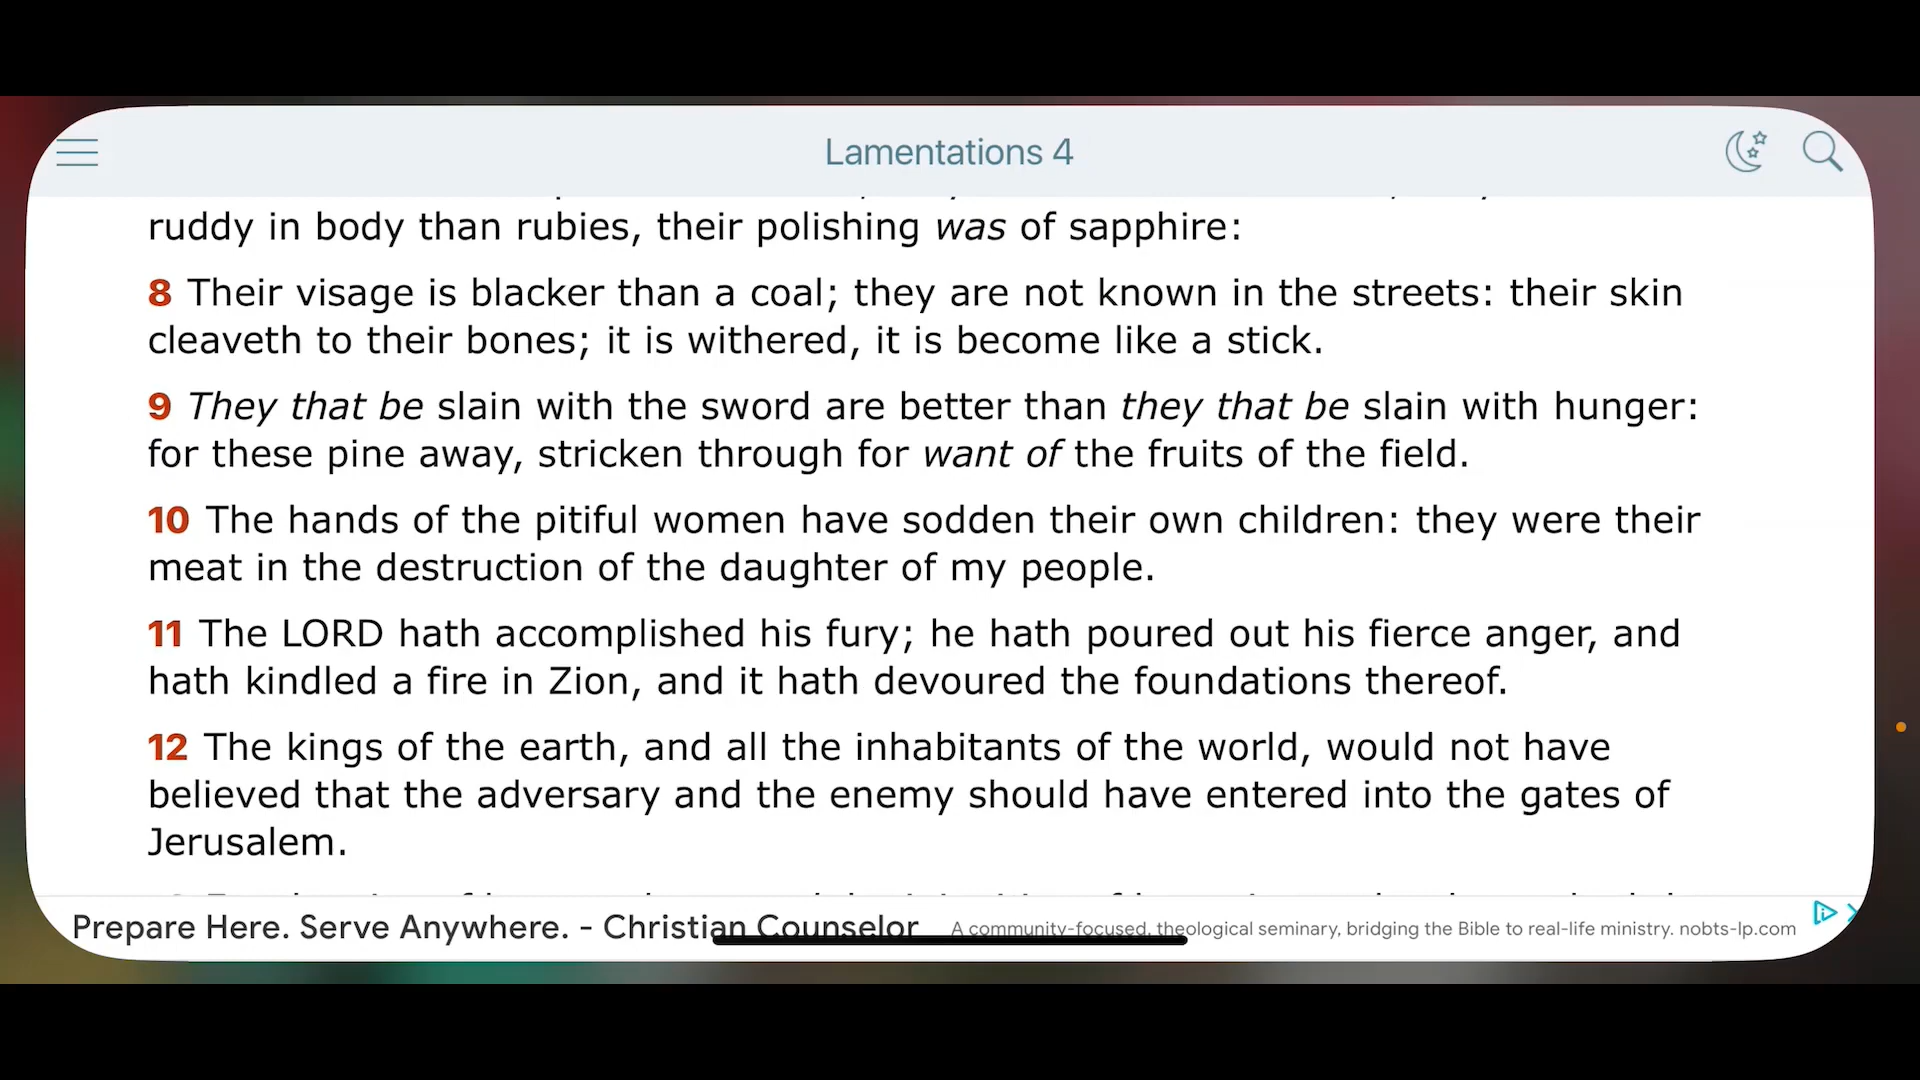 Lamentations 4
ruddy in body than rubies, their polishing was of sapphire:
8 Their visage is blacker than a coal; they are not known in the streets: their skin
cleaveth to their bones; it is withered, it is become like a stick.
9 They that be slain with the sword are better than they that be slain with hunger:
for these pine away, stricken through for want of the fruits of the field.
10 The hands of the pitiful women have sodden their own children: they were their
meat in the destruction of the daughter of my people.
11 The LORD hath accomplished his fury; he hath poured out his fierce anger, and
hath kindled a fire in Zion, and it hath devoured the foundations thereof.
12 The kings of the earth, and all the inhabitants of the world, would not have
believed that the adversary and the enemy should have entered into the gates of
Jerusalem.
Prepare Here. Serve Anywhere. - Christian Counselor A community-focused, theological seminary, bridging the Bible to real-life ministry. nobts-lp.com